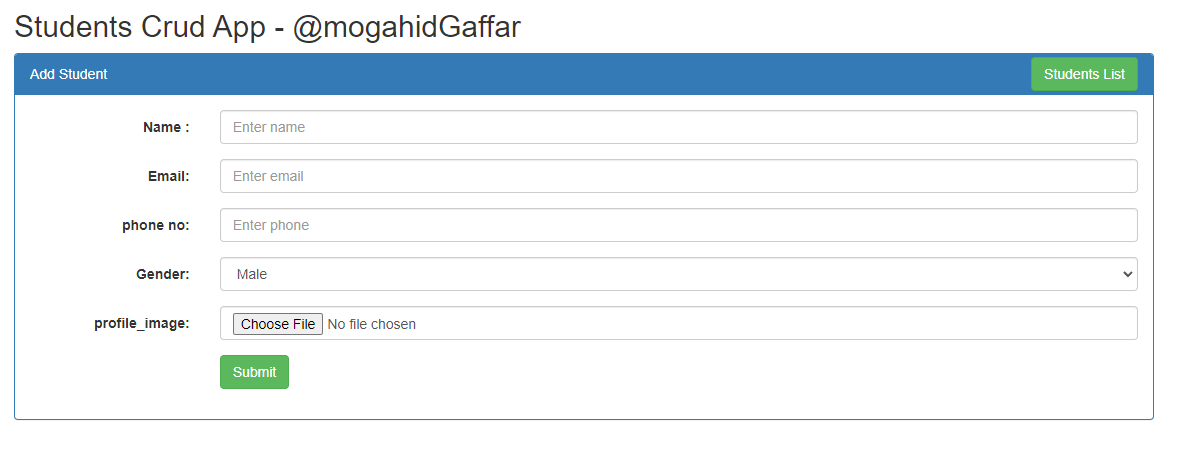 Students Crud App - @mogahidGaffar
Add Student Students List
Name : Enter name
Email: Enter email
phone no: Enter phone
Gender: Male
profile_image: Choose File No file chosen
Submit